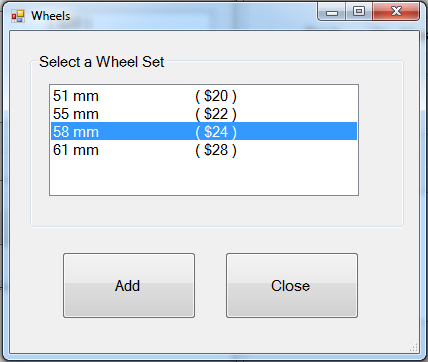 Wheels
Select a Wheel Set
51 mm ( $20 )
55 mm ( $22 )
58 mm ( $24 )
61 mm ( $28 )
Add Close